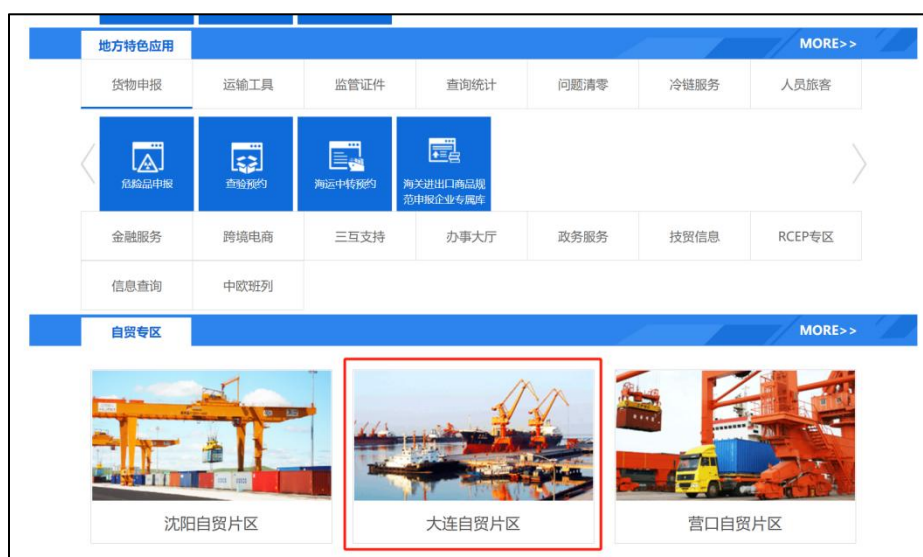 地方特色应用 MORE>>
货物申报 运输工具 监管证件 查询统计 问题清零 冷链服务 人员旅客
危险品申报 查验预约 海运中转预约 海关进出口商品规
范申报企业专属库
金融服务 跨境电商 三互支持 办事大厅 政务服务 技贸信息 RCEP专区
信息查询 中欧班列
自贸专区 MORE>>
沈阳自贸片区 大连自贸片区 营口自贸片区